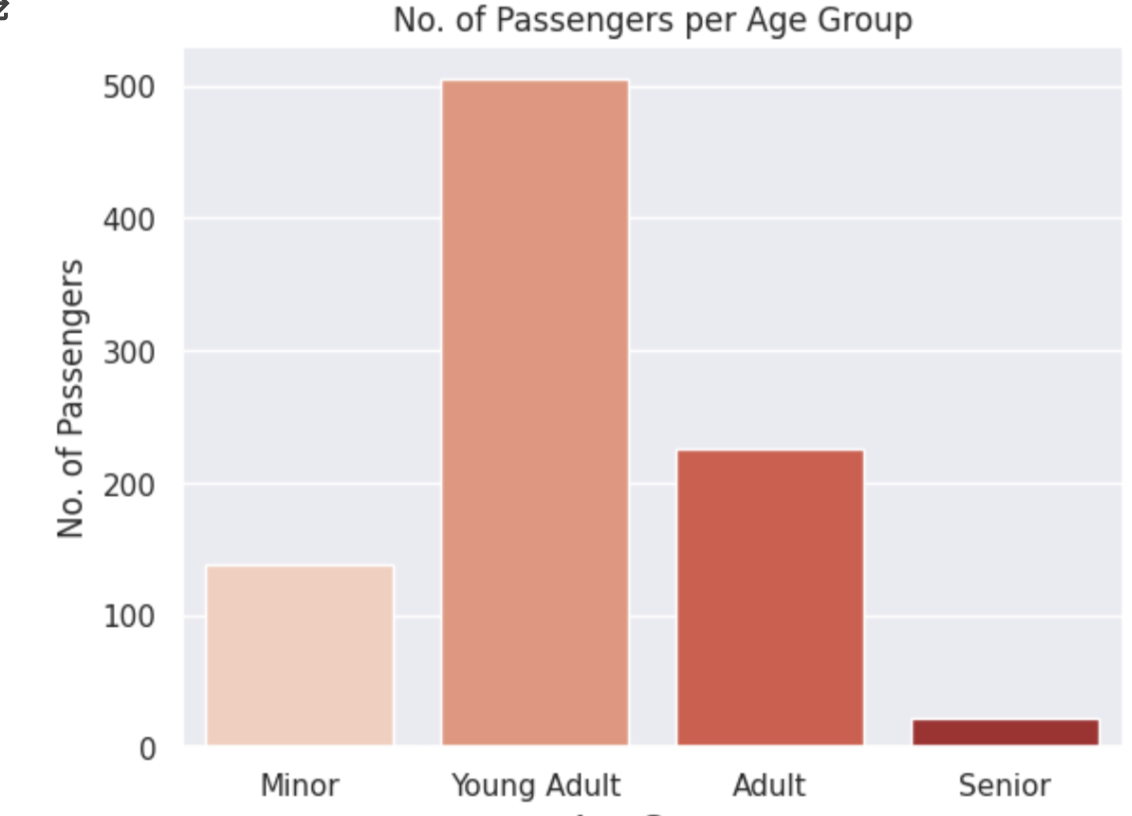 No. of Passengers per Age Group
No. of Passengers
500
400
300
200
100
0
Minor Young Adult Adult Senior